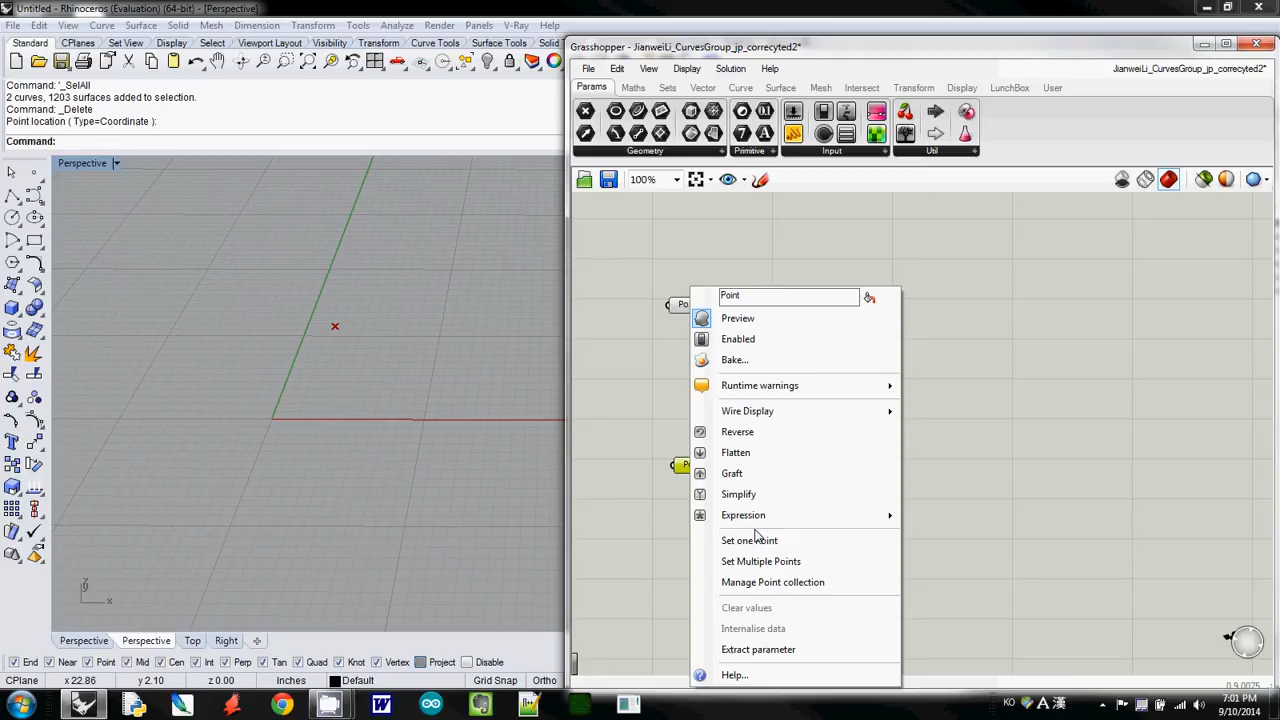 Untitled - Rhinoceros (Evaluation) (64-bit) - [Perspective]
File Edit View Curve Surface Solid Mesh Dimension Transform Tools Analyze Render Panels V-Ray Help
Standard CPlanes Set View Display Select Viewport Layout Visibility Transform Curve Tools Surface Tools Solid
Command: '_SelAll
2 curves, 1203 surfaces added to selection.
Command: _Delete
Point location ( Type=Coordinate ):
Command:
Perspective
z
y
x
Perspective Perspective Top Right
End Near Point Mid Cen Int Perp Tan Quad Knot Vertex Project Disable
CPlane x 22.86 y 2.10 z 0.00 Inches Default Grid Snap Ortho
Grasshopper - JianweiLi_CurvesGroup_jp_correcyted2*
File Edit View Display Solution Help JianweiLi_CurvesGroup_jp_correcyted2*
Params Maths Sets Vector Curve Surface Mesh Intersect Transform Display LunchBox User
Geometry Primitive Input Util
100%
Po
Point
Preview
Enabled
Bake...
Runtime warnings
Wire Display
Reverse
Flatten
Graft
Simplify
Expression
Set one Point
Set Multiple Points
Manage Point collection
Clear values
Internalise data
Extract parameter
Help...
0.9.0075
KO A 漢 7:01 PM
9/10/2014